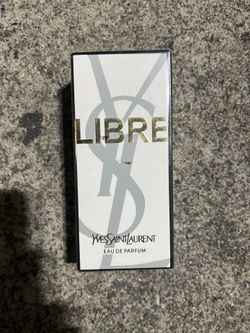 LIBRE
YVESSAINTLAURENT
EAU DE PARFUM